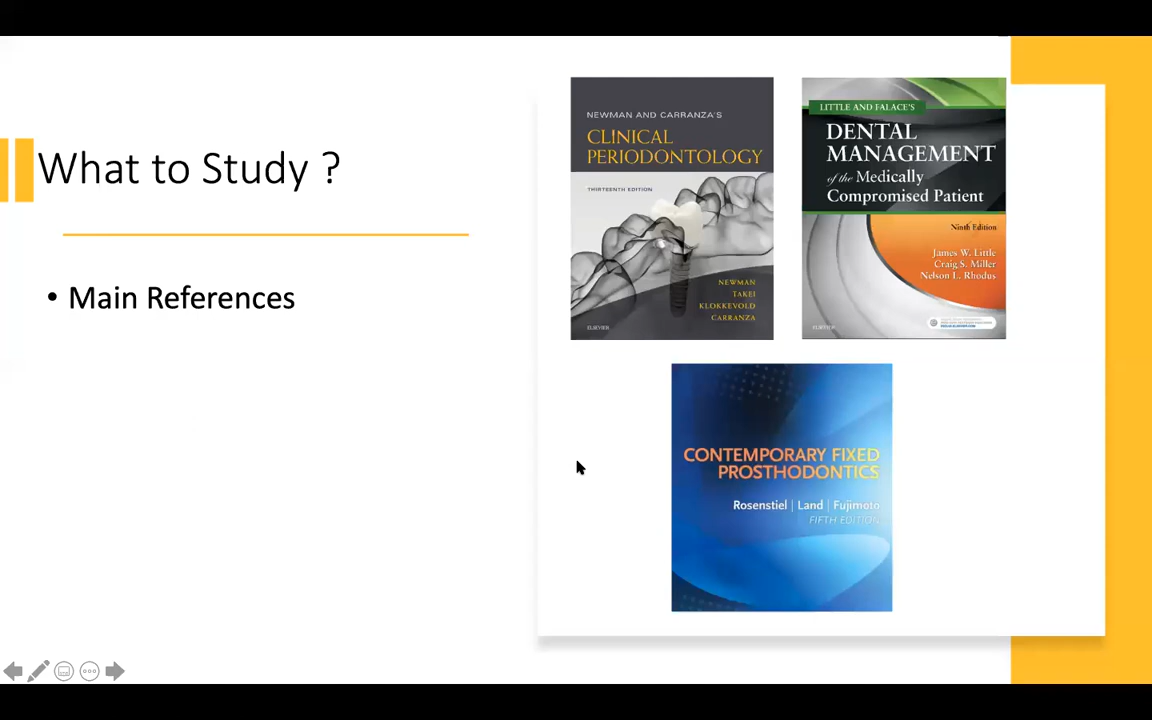 What to Study ?
• Main References
NEWMAN AND CARRANZA'S
CLINICAL
PERIODONTOLOGY
THIRTEENTH EDITION
NEWMAN
TAKEI
KLOKKEVOLD
CARRANZA
ELSEVIER
LITTLE AND FALACE'S
DENTAL
MANAGEMENT
of the Medically
Compromised Patient
Ninth Edition
James W. Little
Craig S. Miller
Nelson L. Rhodus
ELSEVIER
CONTEMPORARY FIXED
PROSTHODONTICS
Rosenstiel | Land | Fujimoto
FIFTH EDITION